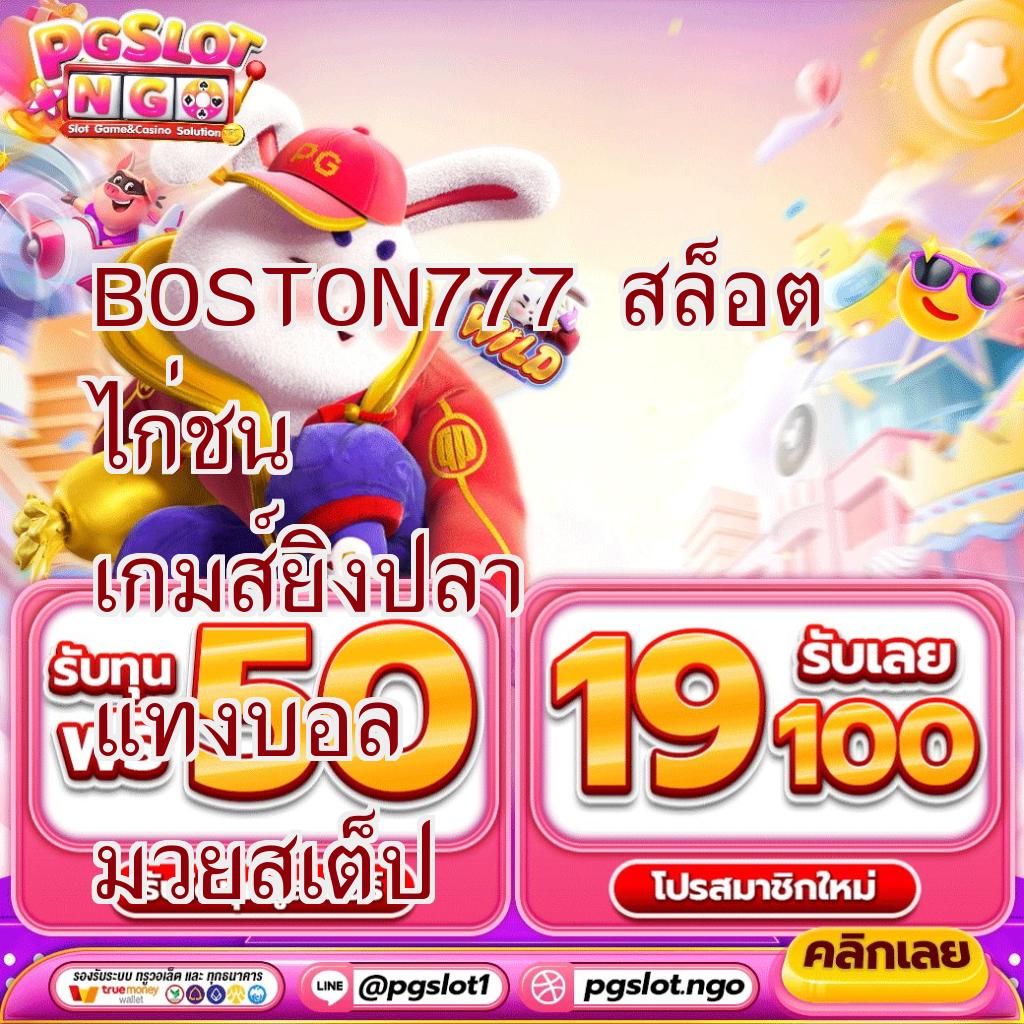 PGSLOT
NGO
Slot Game&Casino Solution
PG
BOSTON777 สล็อต
WILD
ไก่ชน
เกมส์ยิงปลา
รับทุน
50
19
รับเลย
100
แทงบอล
มวยสเต็ป
โปรสมาชิกใหม่
คลิกเลย
รองรับระบบ ทรูวอเล็ต และ ทุกธนาคาร
truemoney
wallet
LINE
@pgslot1
pgslot.ngo